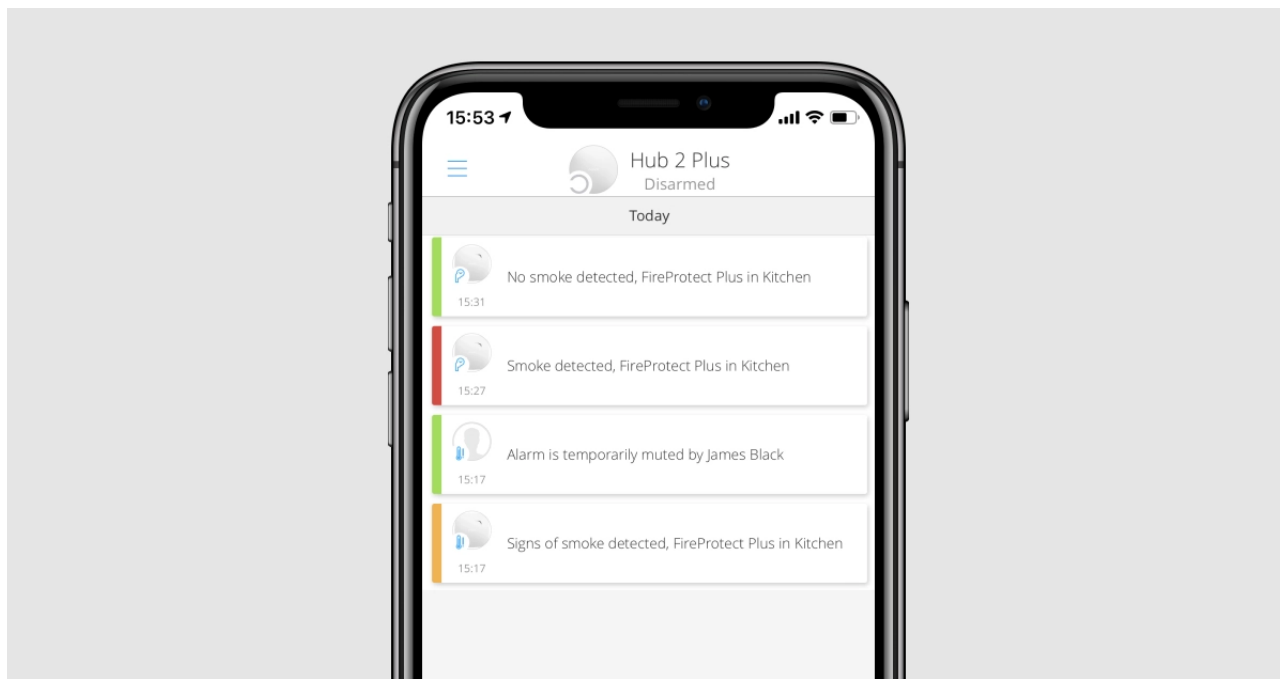 15:53
Hub 2 Plus
Disarmed
Today
No smoke detected, FireProtect Plus in Kitchen
15:31
Smoke detected, FireProtect Plus in Kitchen
15:27
Alarm is temporarily muted by James Black
15:17
Signs of smoke detected, FireProtect Plus in Kitchen
15:17